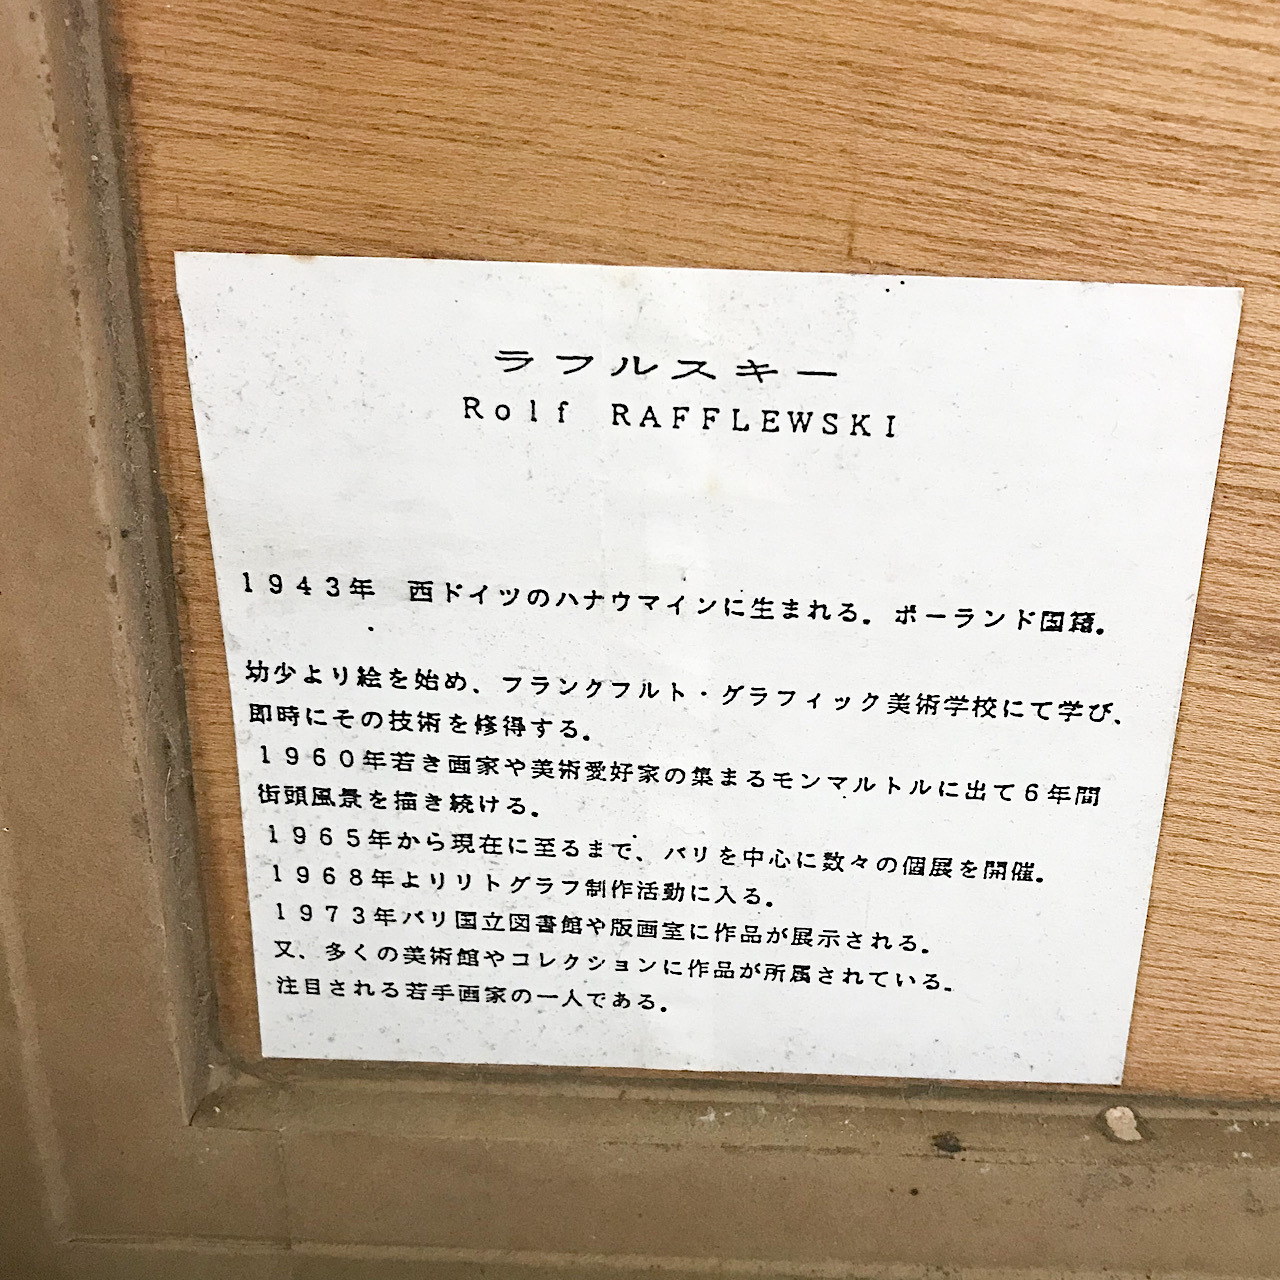 ラフルスキー
Rolf RAFFLEWSKI
1943年 西ドイツのハナウマインに生まれる。ポーランド国籍。
幼少より絵を始め、フランクフルト・グラフィック美術学校にて学び、
即時にその技術を修得する。
1960年若き画家や美術愛好家の集まるモンマルトルに出て6年間
街頭風景を描き続ける。
1965年から現在に至るまで、パリを中心に数々の個展を開催。
1968年よりリトグラフ制作活動に入る。
1973年パリ国立図書館や版画室に作品が展示される。
又、多くの美術館やコレクションに作品が所属されている。
注目される若手画家の一人である。